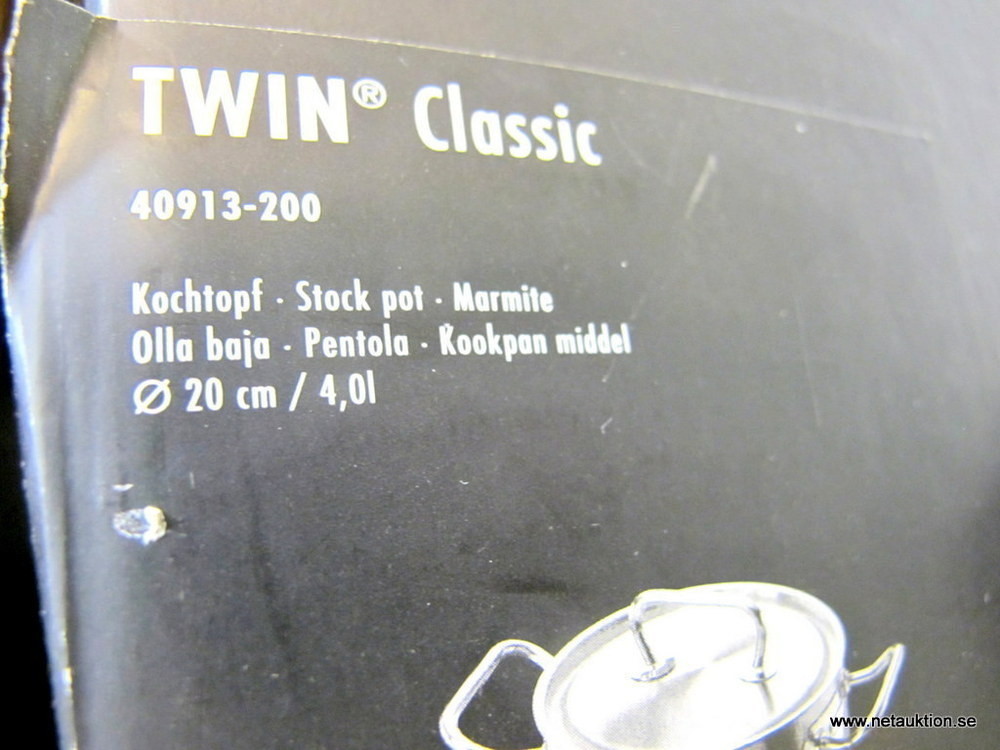 TWIN® Classic
40913-200
Kochtopf · Stock pot · Marmite
Olla baja · Pentola · Kookpan middel
Ø 20 cm / 4,0l
www.netauktion.se